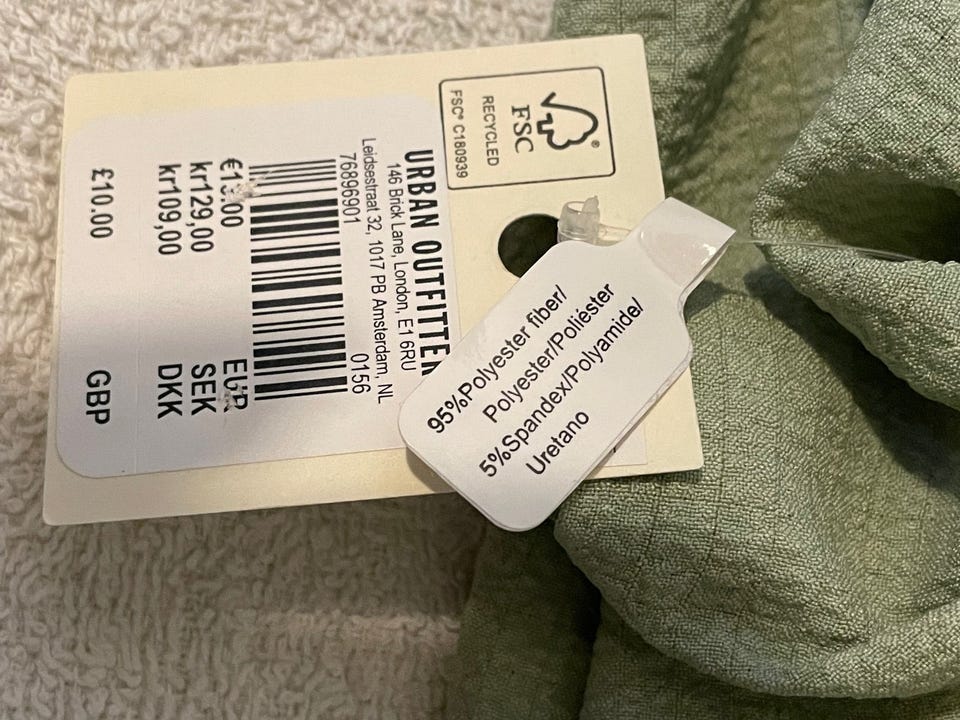 FSC®
RECYCLED
FSC® C180939
URBAN OUTFITTER
146 Brick Lane, London, E1 6RU
Leidsestraat 32, 1017 PB Amsterdam, NL
76896901 0156
EUR
kr129,00 SEK
kr109,00 DKK
£10.00 GBP
95%Polyester fiber/
Polyester/Poliéster
5%Spandex/Polyamide/
Uretano